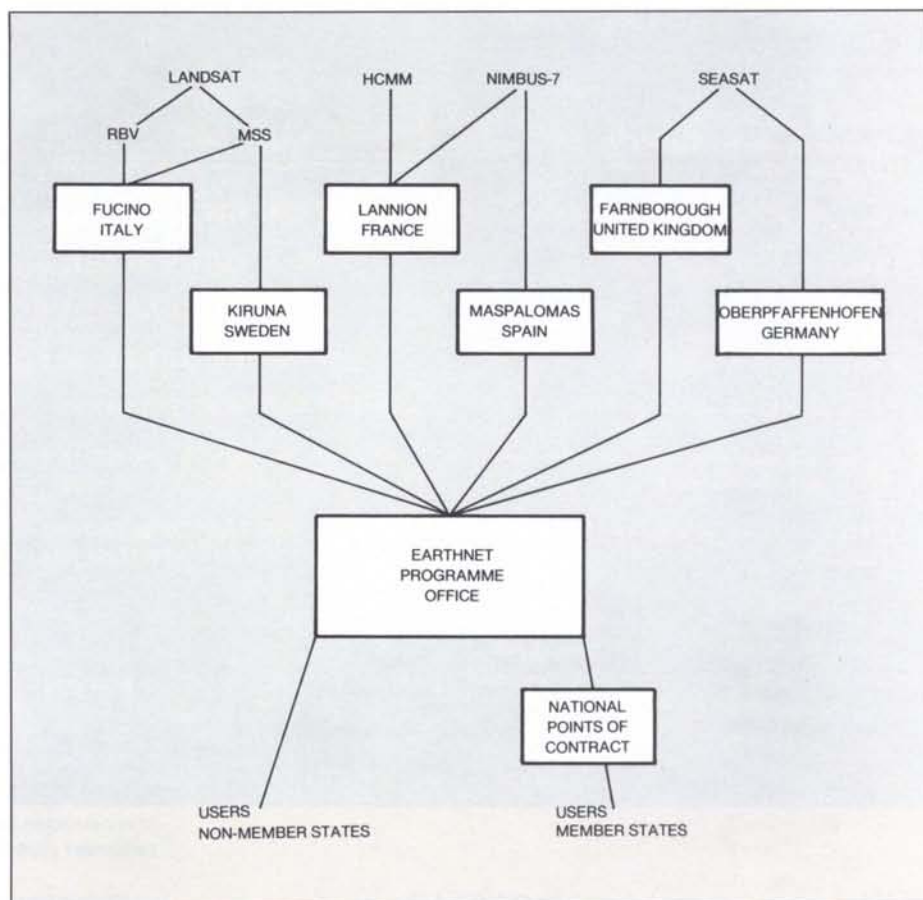 LANDSAT
HCMM
NIMBUS-7
SEASAT
RBV
MSS
FUCINO
ITALY
LANNION
FRANCE
FARNBOROUGH
UNITED KINGDOM
KIRUNA
SWEDEN
MASPALOMAS
SPAIN
OBERPFAFFENHOFEN
GERMANY
EARTHNET
PROGRAMME
OFFICE
NATIONAL
POINTS OF
CONTRACT
USERS
NON-MEMBER STATES
USERS
MEMBER STATES